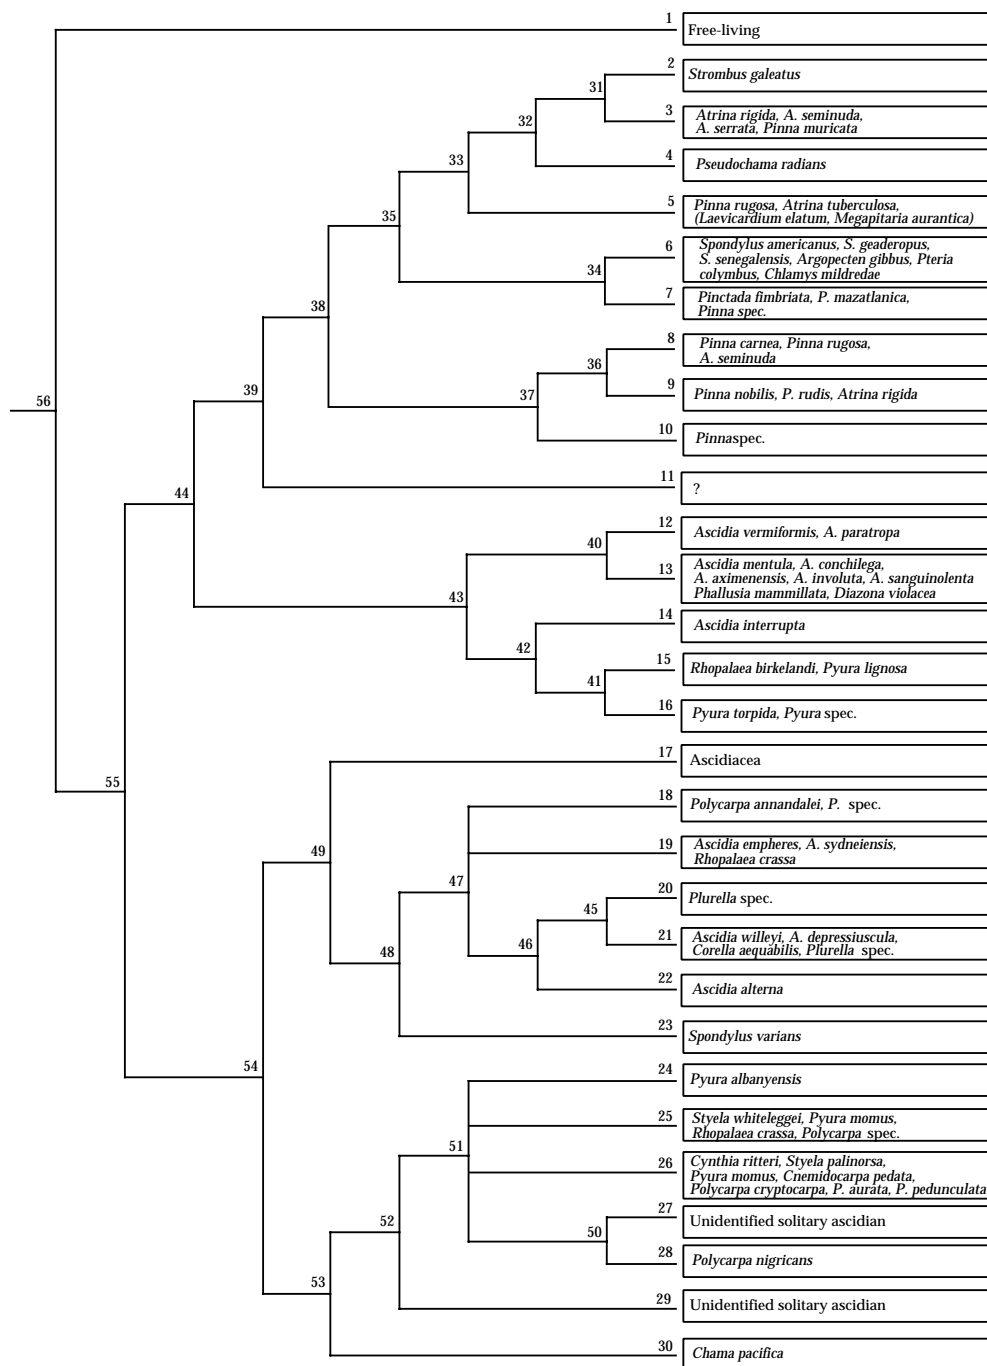 1
Free-living
2
Strombus galeatus
31
3
Atrina rigida, A. seminuda,
A. serrata, Pinna muricata
32
4
Pseudochama radians
33
5
Pinna rugosa, Atrina tuberculosa,
(Laevicardium elatum, Megapitaria aurantica)
35
6
Spondylus americanus, S. geaderopus,
S. senegalensis, Argopecten gibbus, Pteria
colymbus, Chlamys mildredae
34
7
Pinctada fimbriata, P. mazatlanica,
Pinna spec.
38
8
Pinna carnea, Pinna rugosa,
A. seminuda
36
9
Pinna nobilis, P. rudis, Atrina rigida
39
37
56
10
Pinnaspec.
11
?
44
12
Ascidia vermiformis, A. paratropa
40
13
Ascidia mentula, A. conchilega,
A. aximenensis, A. involuta, A. sanguinolenta
Phallusia mammillata, Diazona violacea
43
14
Ascidia interrupta
42
15
Rhopalaea birkelandi, Pyura lignosa
41
16
Pyura torpida, Pyura spec.
17
Ascidiacea
55
18
Polycarpa annandalei, P. spec.
49
19
Ascidia empheres, A. sydneiensis,
Rhopalaea crassa
47
20
Plurella spec.
45
21
Ascidia willeyi, A. depressiuscula,
Corella aequabilis, Plurella spec.
46
48
22
Ascidia alterna
23
Spondylus varians
54
24
Pyura albanyensis
25
Styela whiteleggei, Pyura momus,
Rhopalaea crassa, Polycarpa spec.
51
26
Cynthia ritteri, Styela palinorsa,
Pyura momus, Cnemidocarpa pedata,
Polycarpa cryptocarpa, P. aurata, P. pedunculata
27
Unidentified solitary ascidian
52
50
28
Polycarpa nigricans
53
29
Unidentified solitary ascidian
30
Chama pacifica